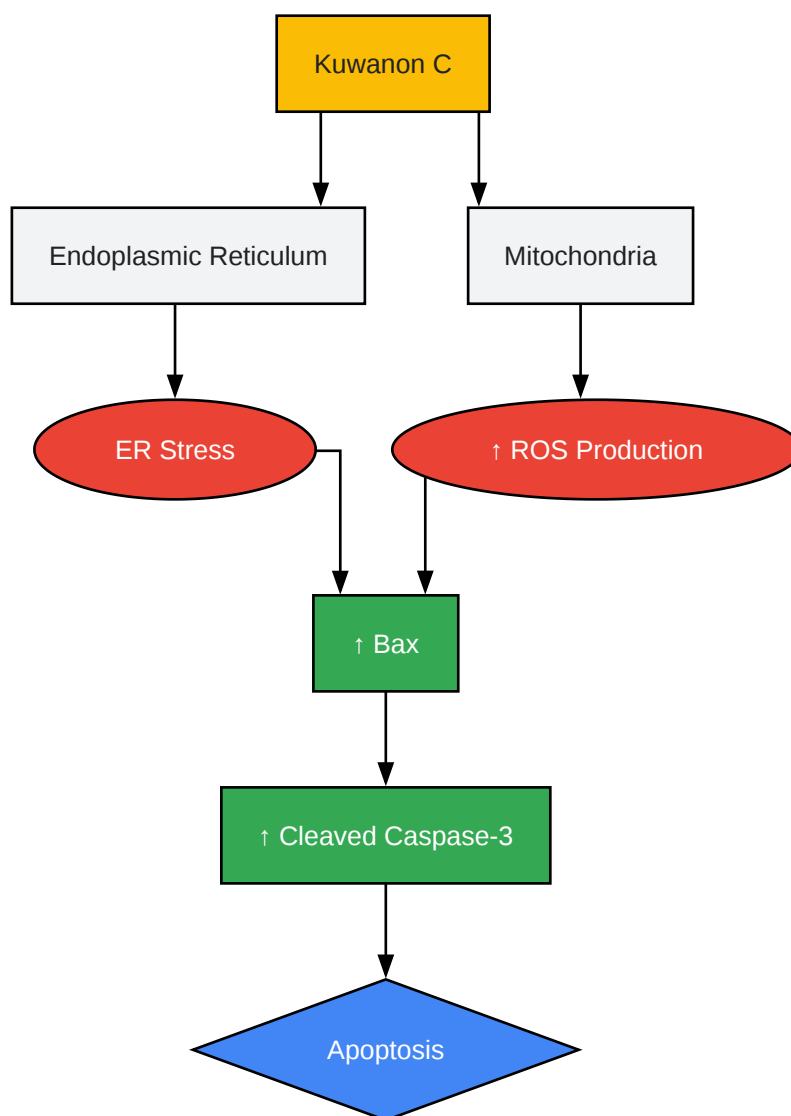 Kuwanon C
Endoplasmic Reticulum
Mitochondria
ER Stress
↑ ROS Production
↑ Bax
↑ Cleaved Caspase-3
Apoptosis